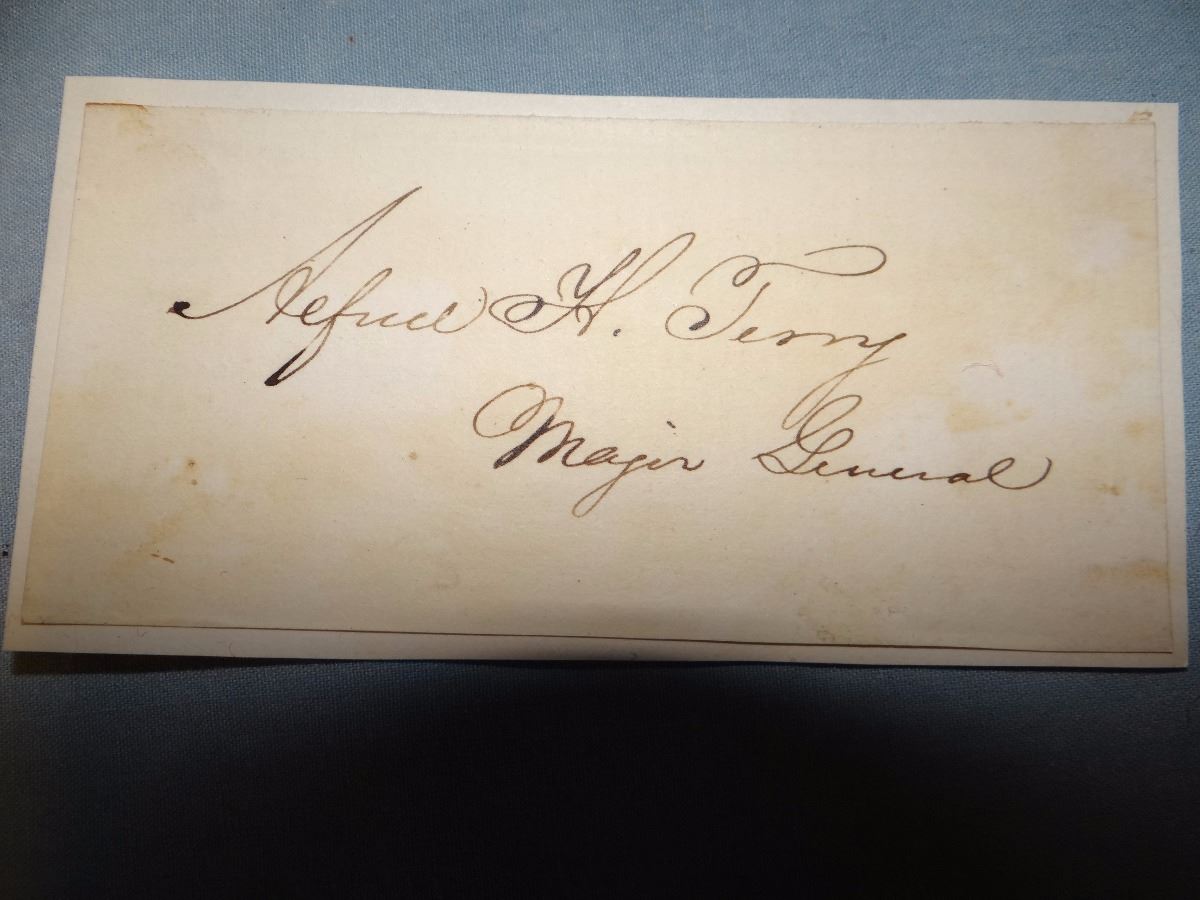 Alfred H. Terry
Major General